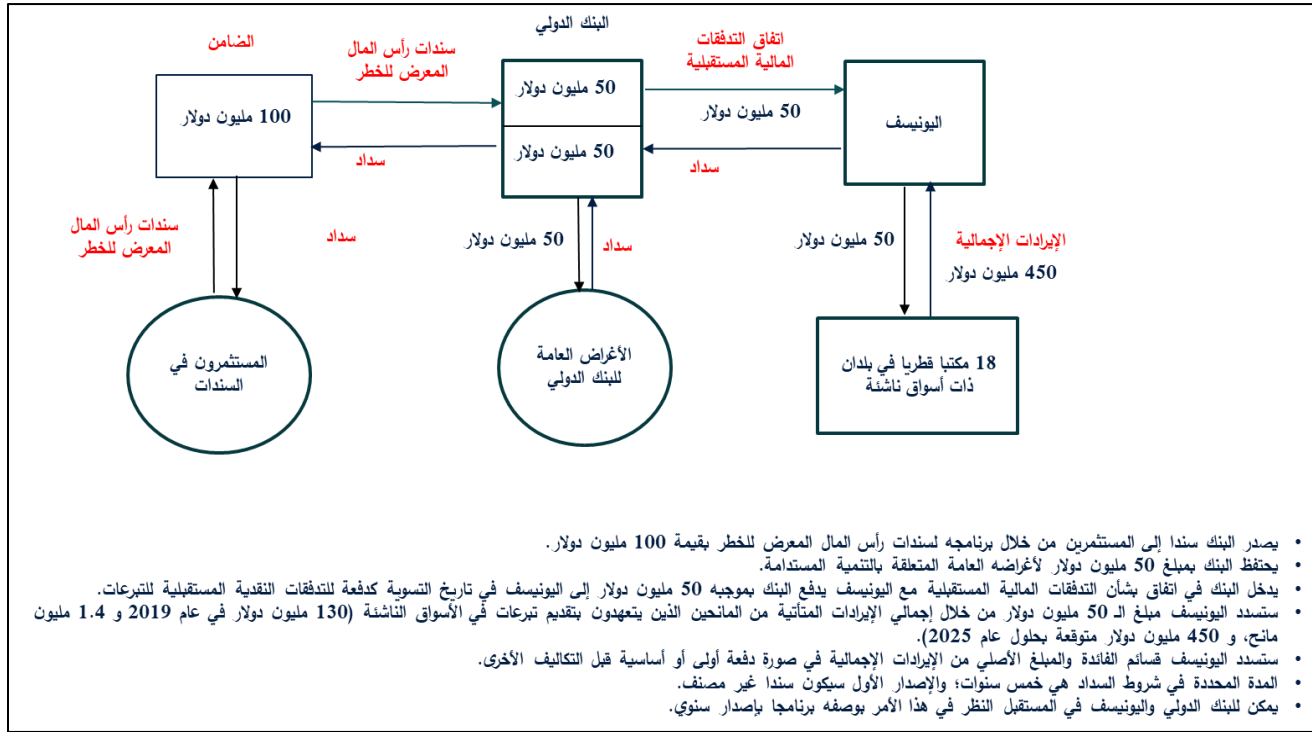 البنك الدولي
الضامن
سندات رأس المال
المعرض للخطر
اتفاق التدفقات
المالية المستقبلية
100 مليون دولار
50 مليون دولار
50 مليون دولار
50 مليون دولار
اليونيسف
سداد
سداد
سندات رأس المال
المعرض للخطر
سداد
50 مليون دولار
سداد
50 مليون دولار
الإيرادات الإجمالية
450 مليون دولار
المستثمرون في
السندات
الأغراض العامة
للبنك الدولي
18 مكتبا قطريا في بلدان
ذات أسواق ناشئة
• يصدر البنك سندا إلى المستثمرين من خلال برنامجه لسندات رأس المال المعرض للخطر بقيمة 100 مليون دولار.
• يحتفظ البنك بمبلغ 50 مليون دولار لأغراضه العامة المتعلقة بالتنمية المستدامة.
• يدخل البنك في اتفاق بشأن التدفقات المالية المستقبلية مع اليونيسف يدفع البنك بموجبه 50 مليون دولار إلى اليونيسف في تاريخ التسوية كدفعة للتدفقات النقدية المستقبلية للتبرعات.
• ستسدد اليونيسف مبلغ الـ 50 مليون دولار من خلال إجمالي الإيرادات المتأتية من المانحين الذين يتعهدون بتقديم تبرعات في الأسواق الناشئة (130 مليون دولار في عام 2019 و 1.4 مليون
مانح، و 450 مليون دولار متوقعة بحلول عام 2025).
• ستسدد اليونيسف قسائم الفائدة والمبلغ الأصلي من الإيرادات الإجمالية في صورة دفعة أولى أو أساسية قبل التكاليف الأخرى.
• المدة المحددة في شروط السداد هي خمس سنوات؛ والإصدار الأول سيكون سندا غير مصنف.
• يمكن للبنك الدولي واليونيسف في المستقبل النظر في هذا الأمر بوصفه برنامجا بإصدار سنوي.